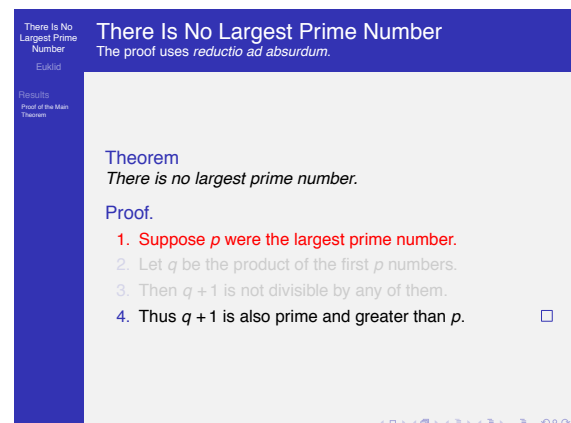 There Is No
Largest Prime
Number
Euklid
Results
Proof of the Main
Theorem
There Is No Largest Prime Number
The proof uses reductio ad absurdum.
Theorem
There is no largest prime number.
Proof.
1. Suppose p were the largest prime number.
2. Let q be the product of the first p numbers.
3. Then q + 1 is not divisible by any of them.
4. Thus q + 1 is also prime and greater than p. □